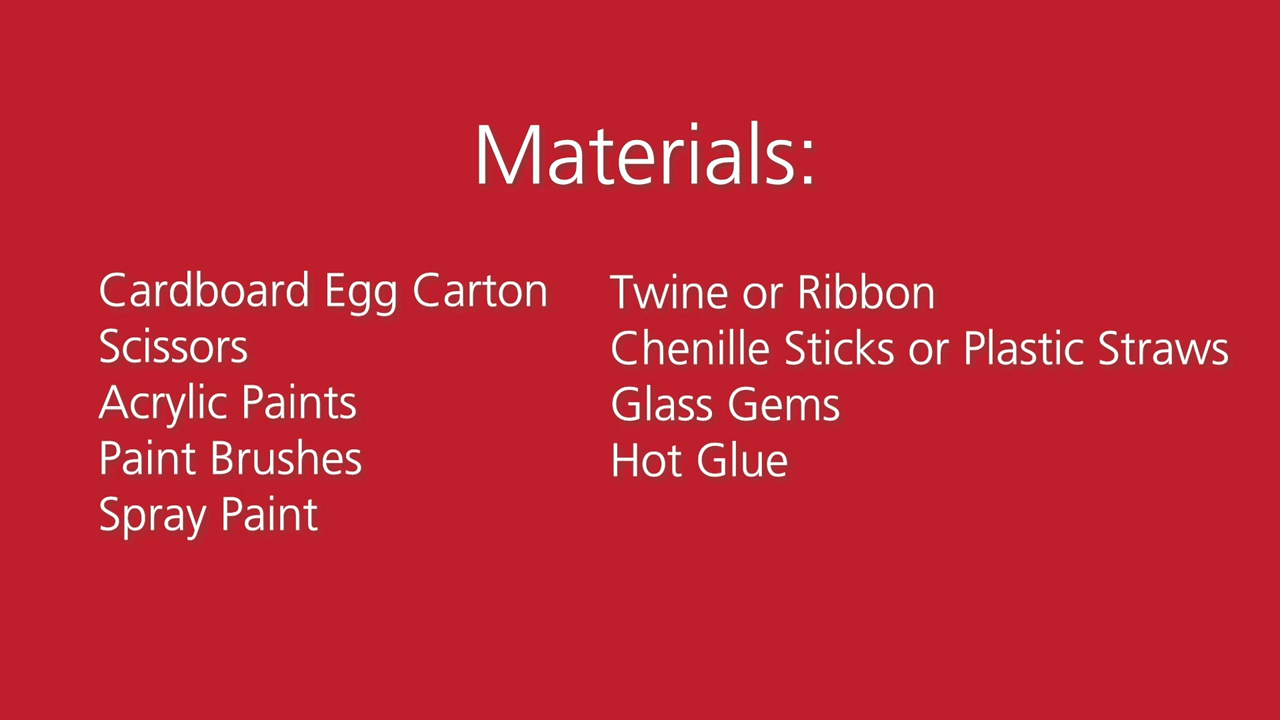 Materials:
Cardboard Egg Carton
Scissors
Acrylic Paints
Paint Brushes
Spray Paint
Twine or Ribbon
Chenille Sticks or Plastic Straws
Glass Gems
Hot Glue